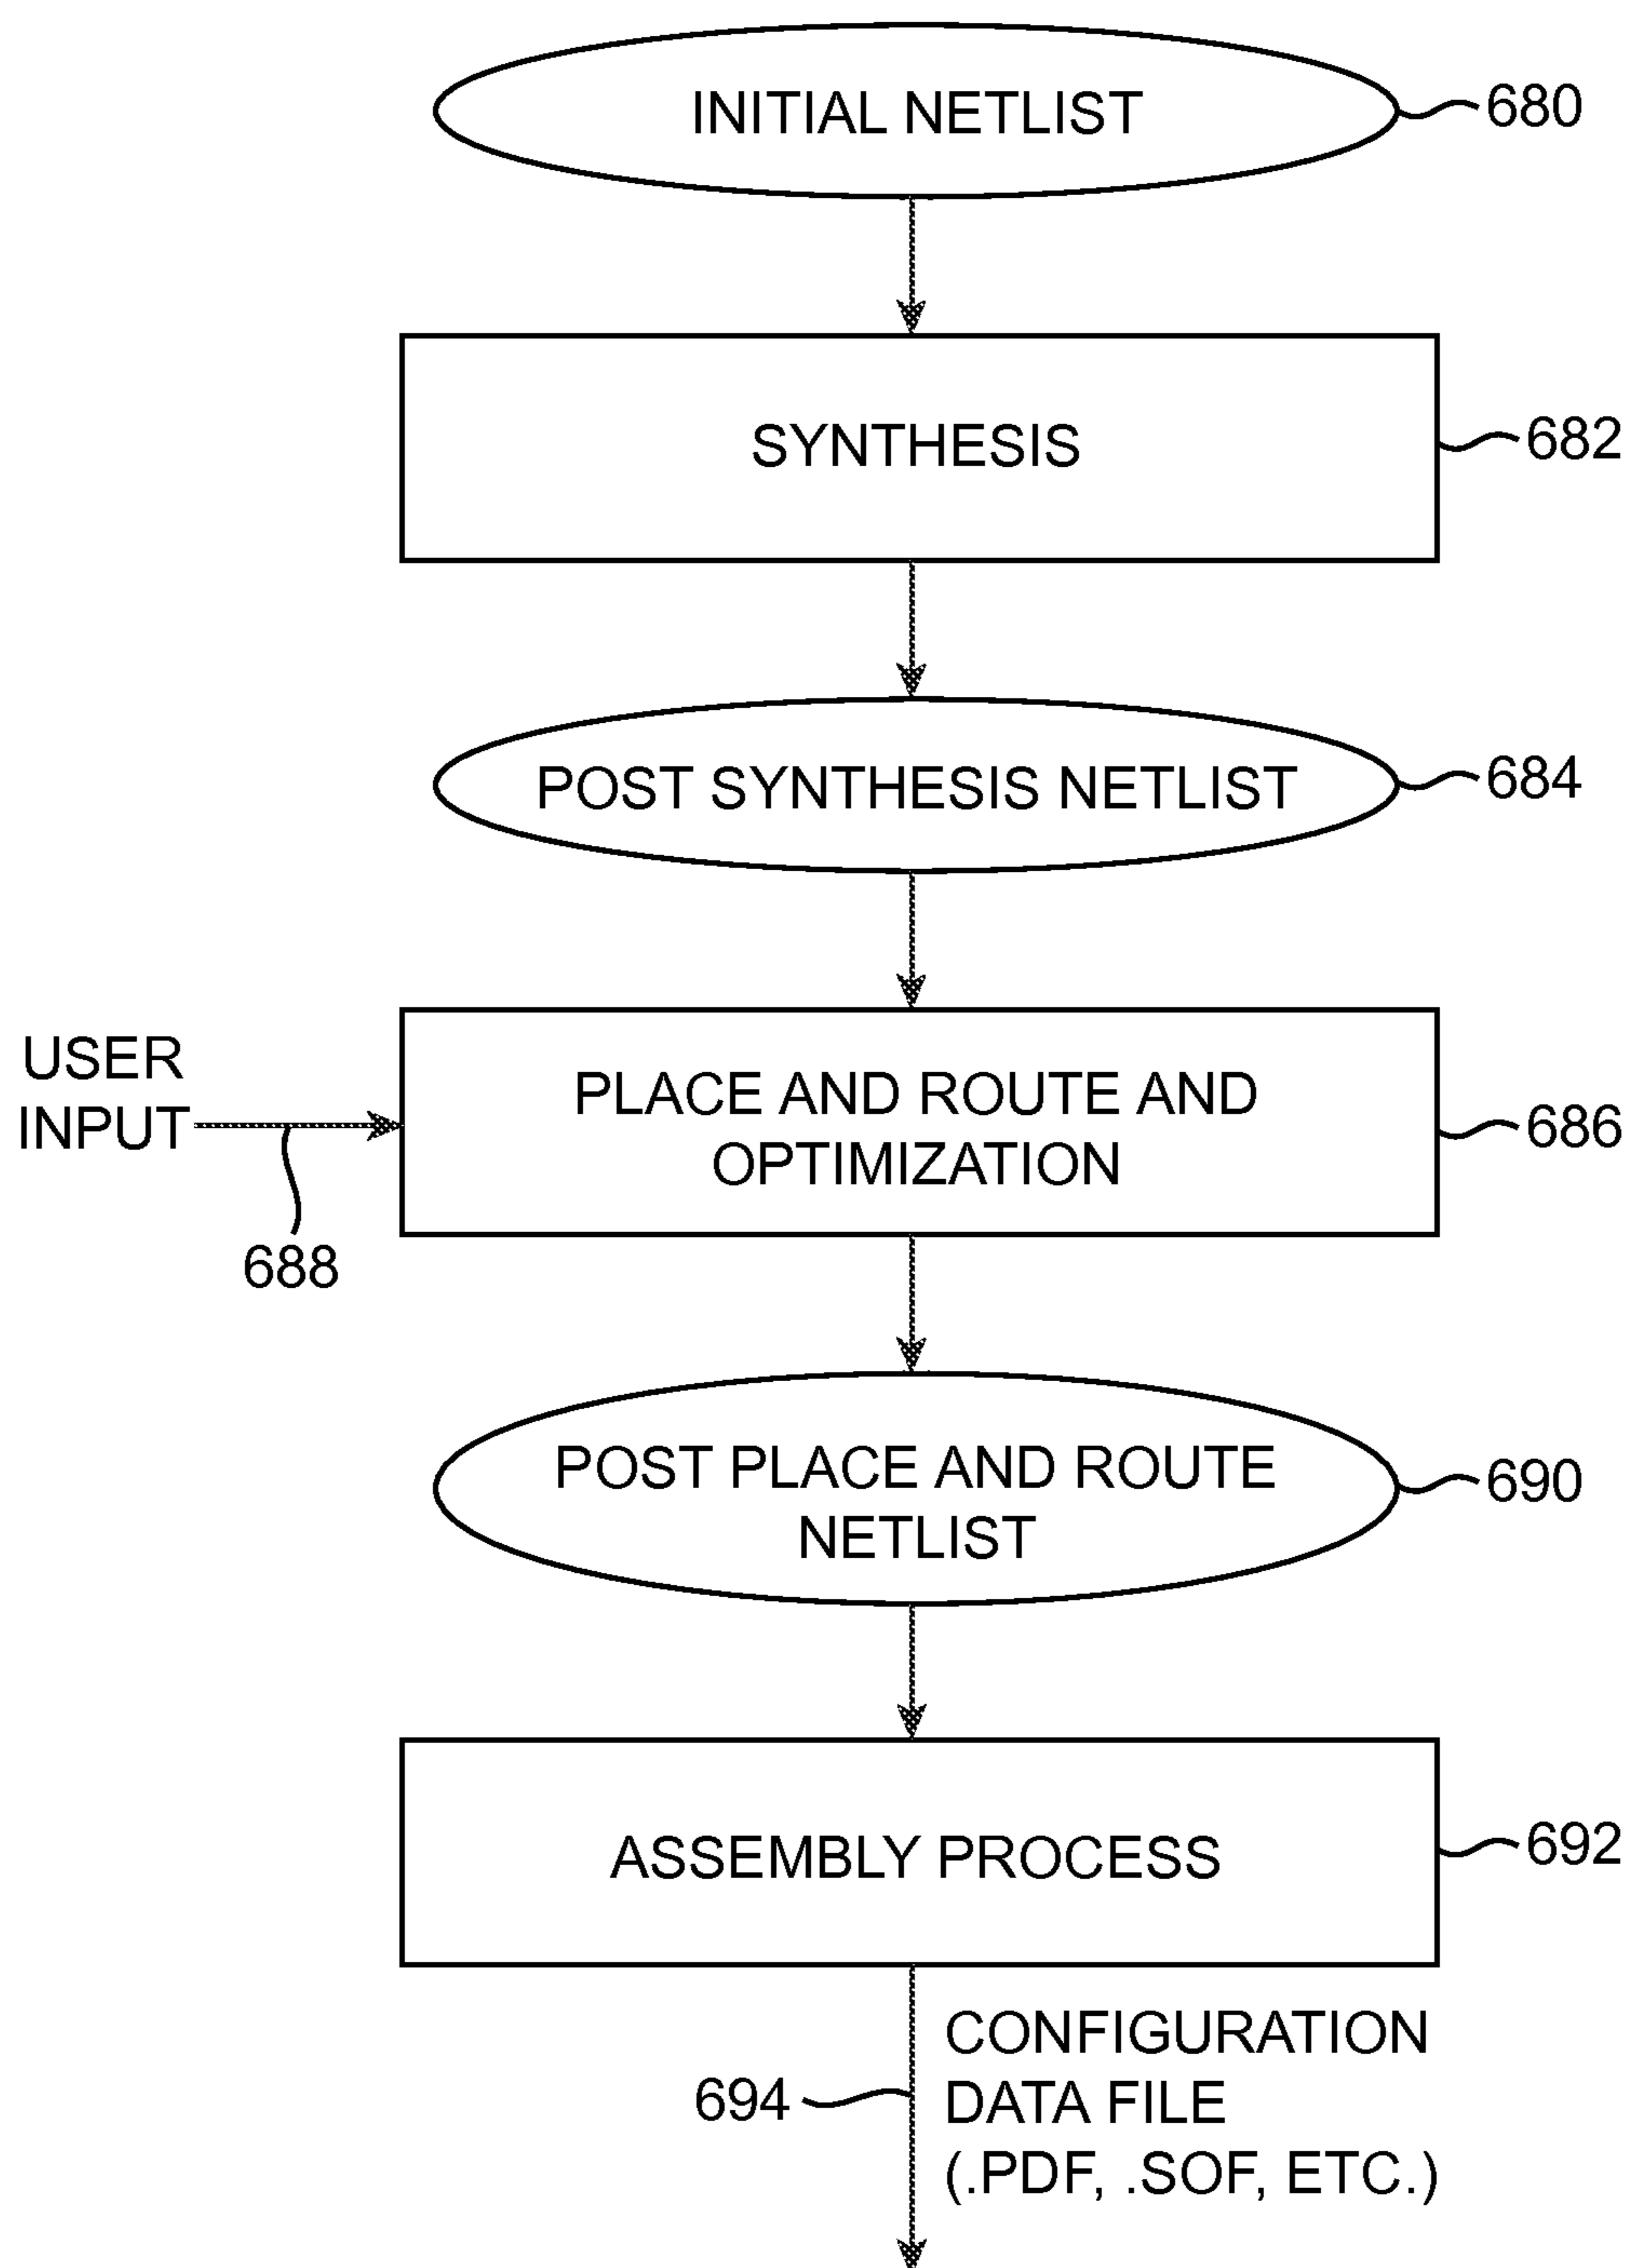 INITIAL NETLIST
680
SYNTHESIS
682
POST SYNTHESIS NETLIST
684
USER
INPUT
688
PLACE AND ROUTE AND
OPTIMIZATION
686
POST PLACE AND ROUTE
NETLIST
690
ASSEMBLY PROCESS
692
694
CONFIGURATION
DATA FILE
(.PDF, .SOF, ETC.)